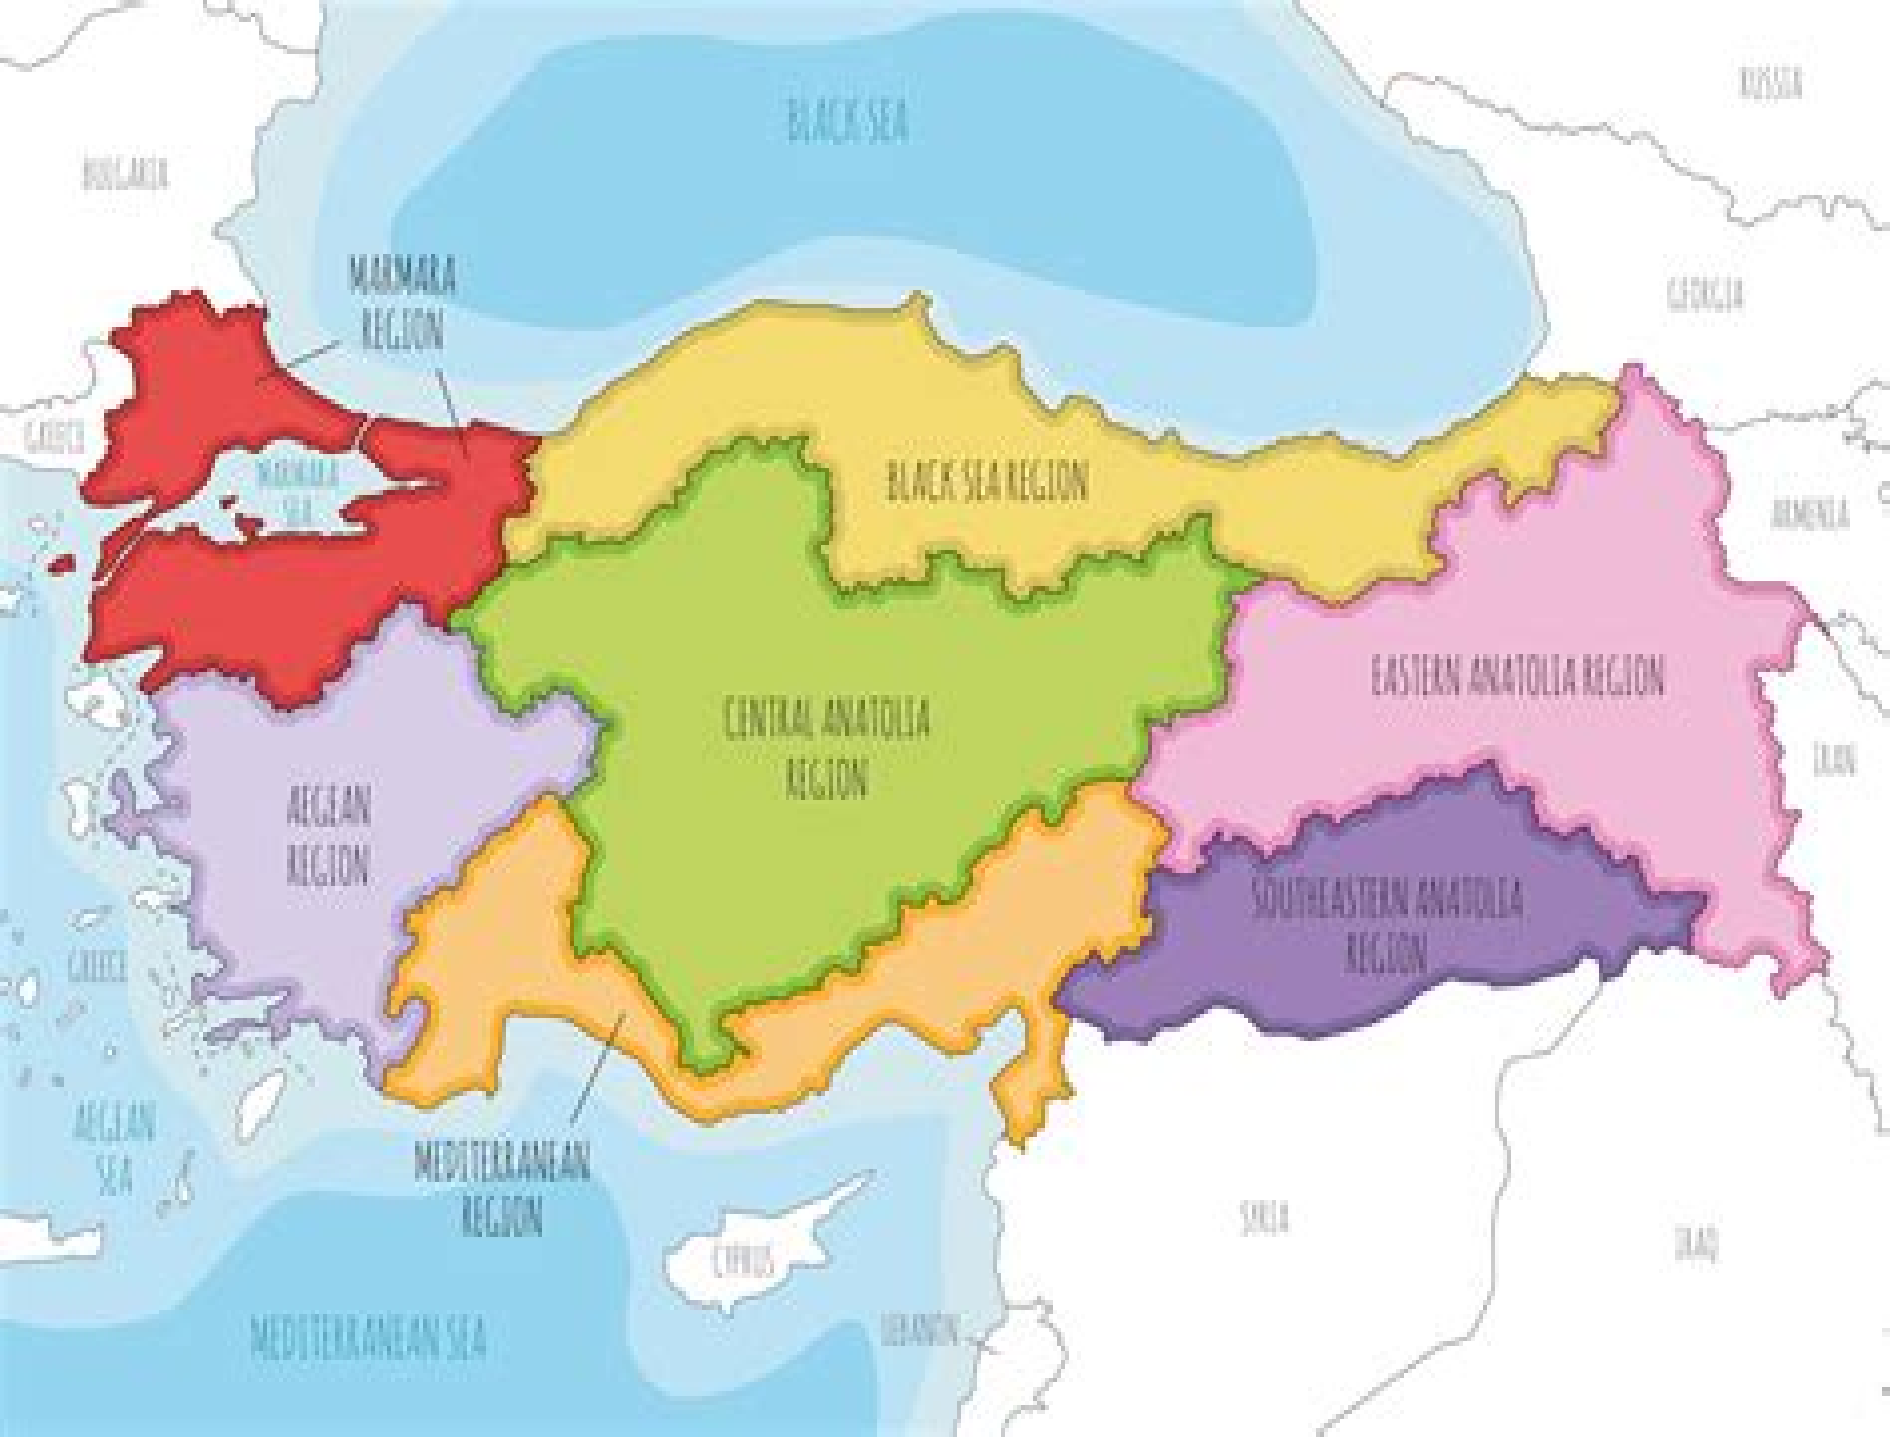 BLACK SEA
RUSSIA
BULGARIA
MARMARA
REGION
GEORGIA
GREECE
MARMARA
SEA
BLACK SEA REGION
ARMENIA
EASTERN ANATOLIA REGION
CENTRAL ANATOLIA
REGION
IRAN
AEGEAN
REGION
SOUTHEASTERN ANATOLIA
REGION
GREECE
AEGEAN
SEA
MEDITERRANEAN
REGION
SYRIA
IRAQ
CYPRUS
MEDITERRANEAN SEA
LEBANON